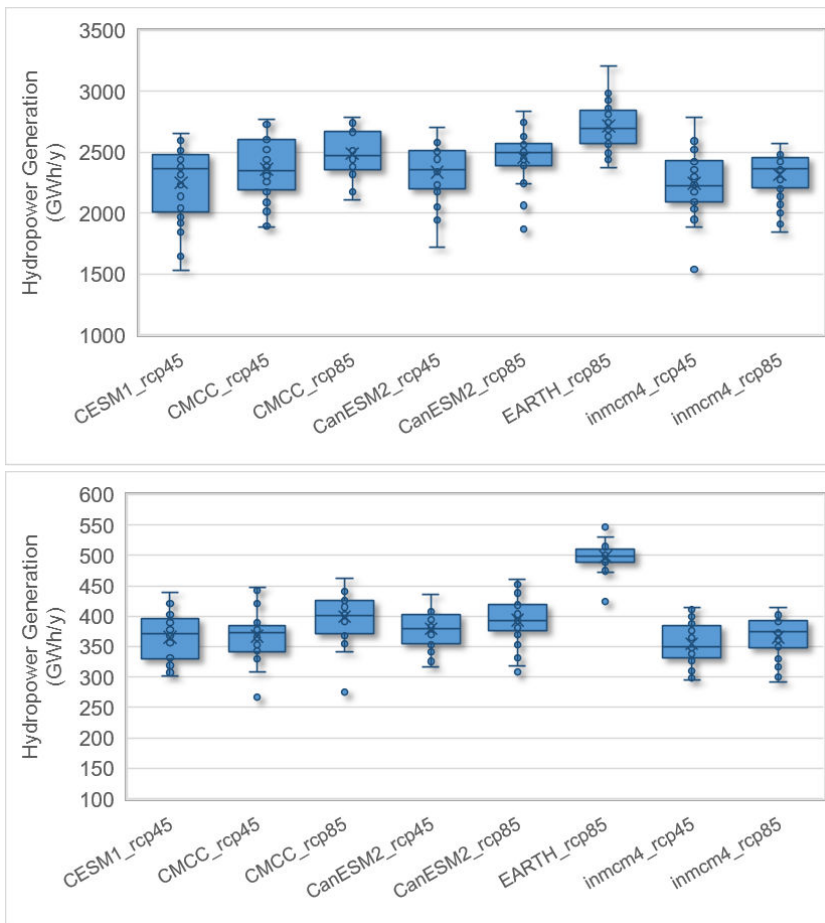 3500
3000
2500
2000
1500
1000
Hydropower Generation
(GWh/y)
CESM1_rcp45
CMCC_rcp45
CMCC_rcp85
CanESM2_rcp45
CanESM2_rcp85
EARTH_rcp85
inmcm4_rcp45
inmcm4_rcp85
600
550
500
450
400
350
300
250
200
150
100
Hydropower Generation
(GWh/y)
CESM1_rcp45
CMCC_rcp45
CMCC_rcp85
CanESM2_rcp45
CanESM2_rcp85
EARTH_rcp85
inmcm4_rcp45
inmcm4_rcp85